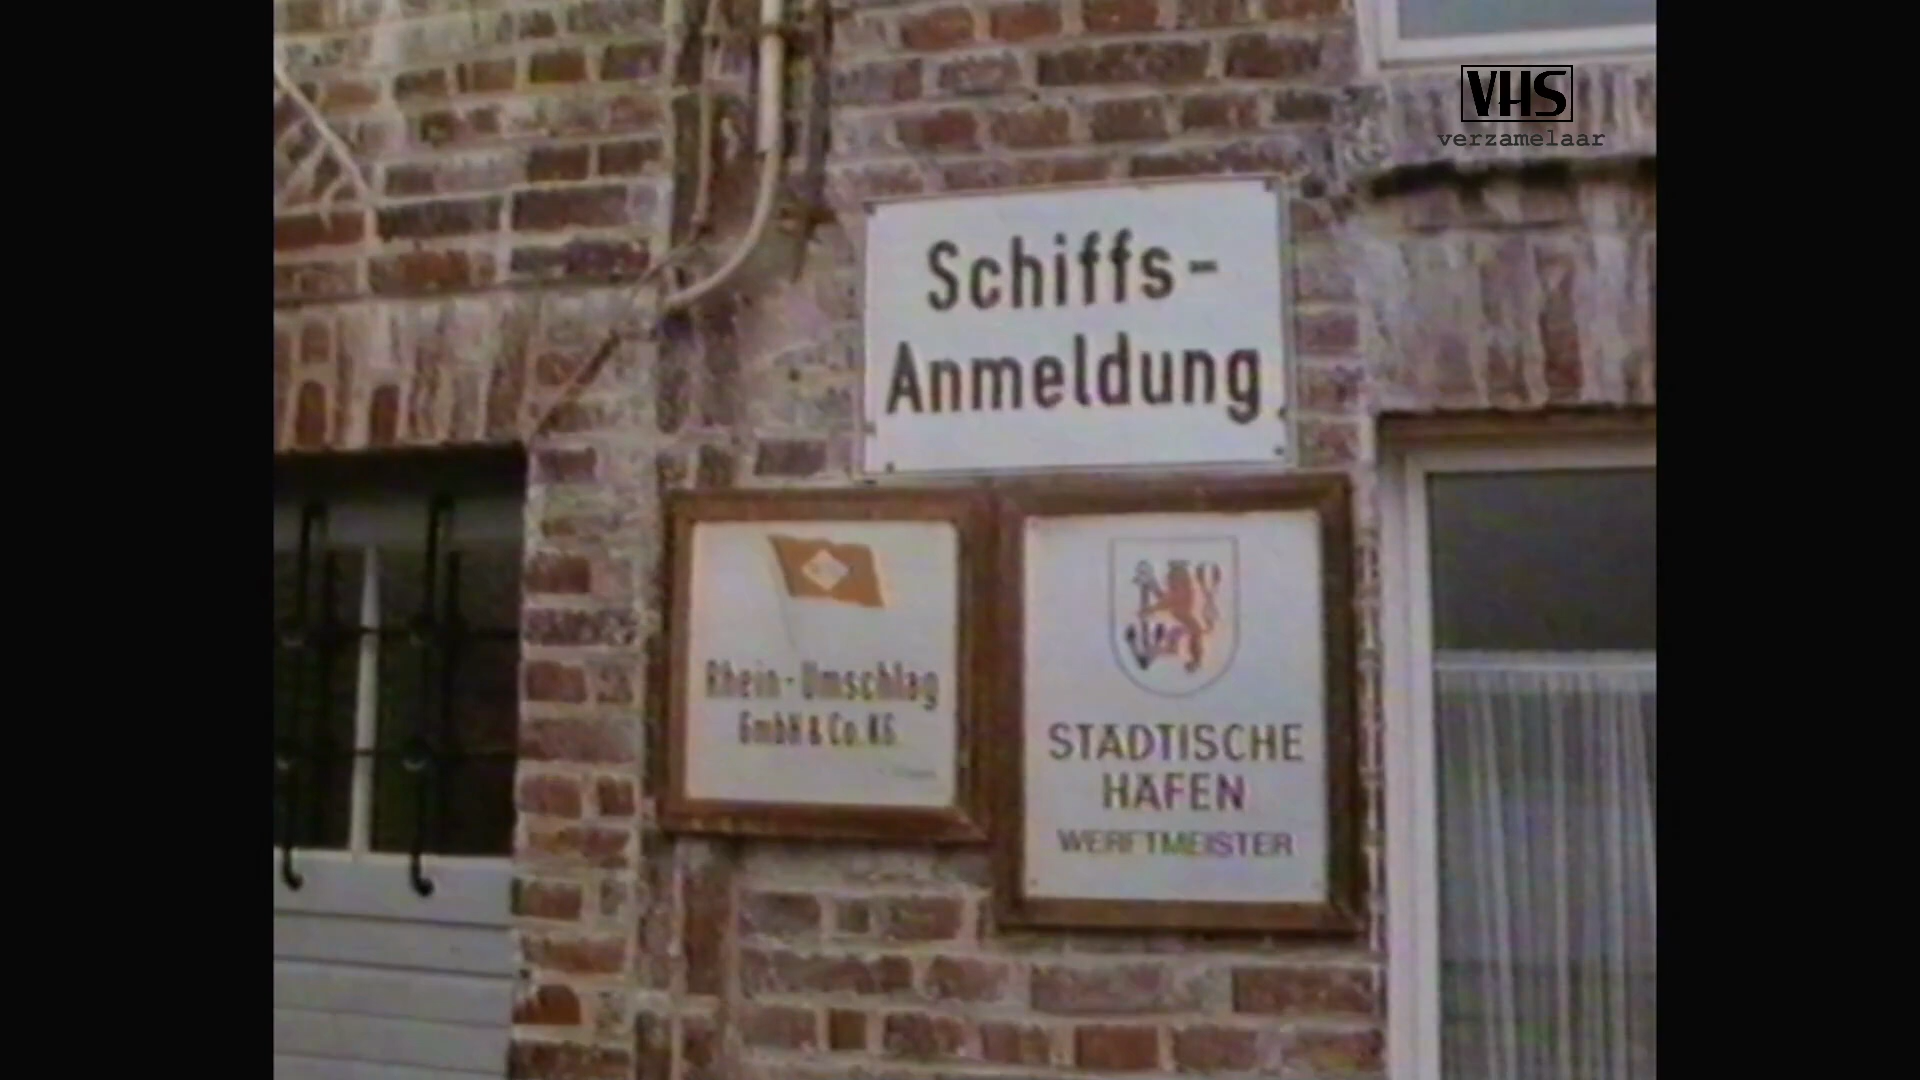 VHS
verzamelaar
Schiffs-
Anmeldung
Rhein-Umschlag
GmbH & Co. KG.
STÄDTISCHE
HÄFEN
WERFTMEISTER